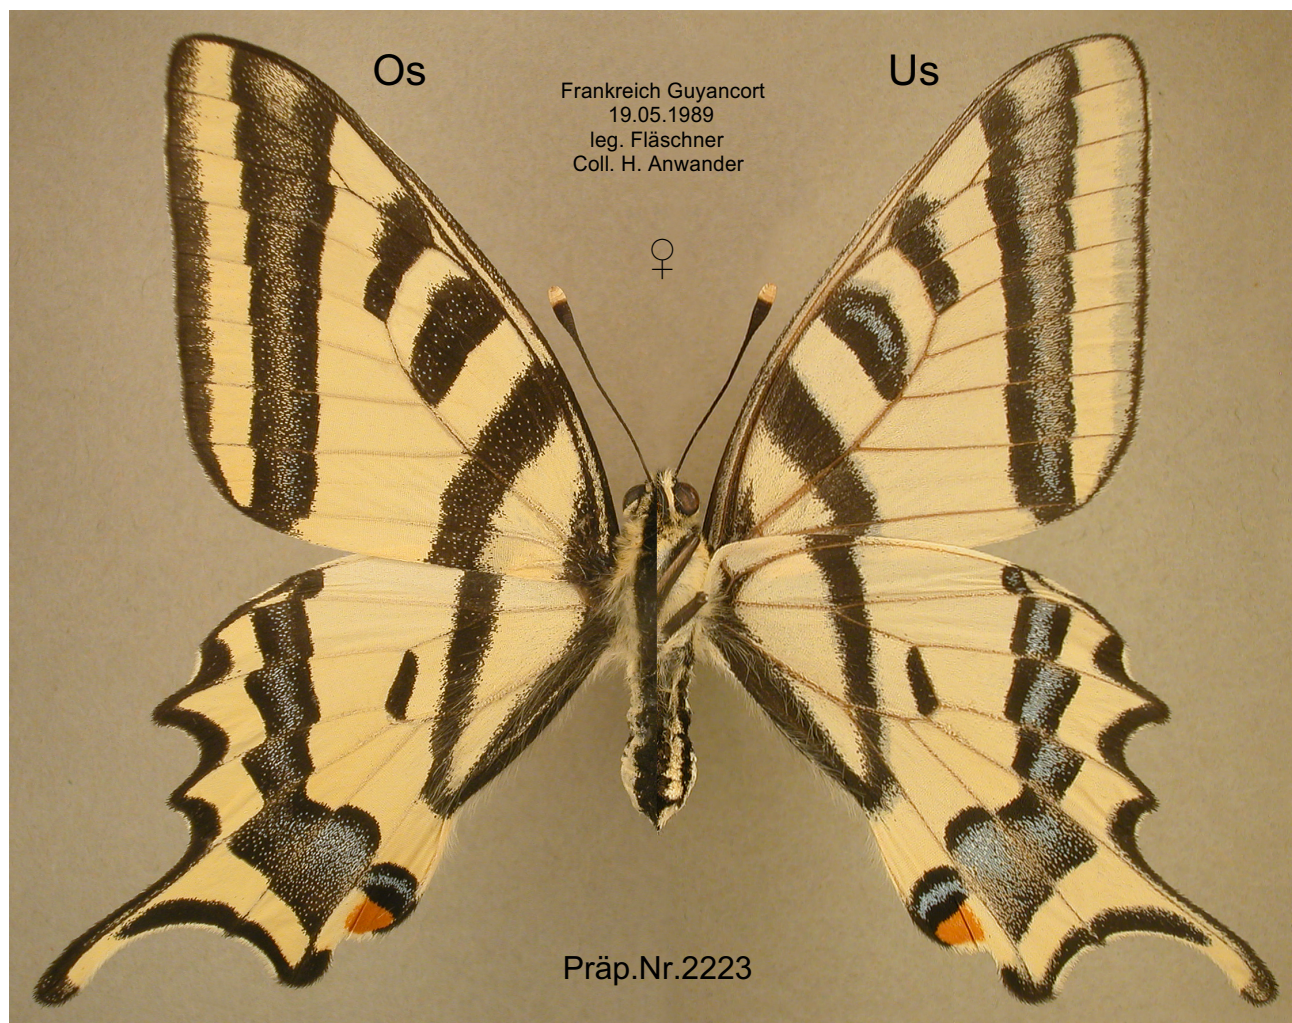 Os
Us
Frankreich Guyancort
19.05.1989
leg. Fläschner
Coll. H. Anwander
♀
Präp.Nr.2223